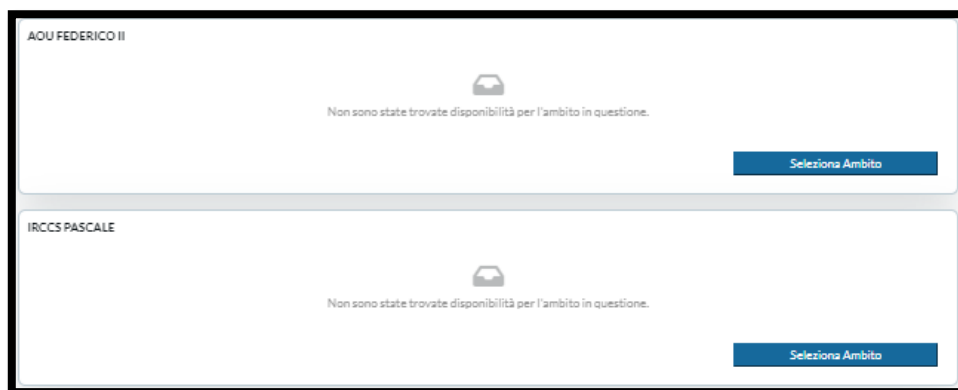 AOU FEDERICO II
Non sono state trovate disponibilità per l'ambito in questione.
Seleziona Ambito
IRCCS PASCALE
Non sono state trovate disponibilità per l'ambito in questione.
Seleziona Ambito